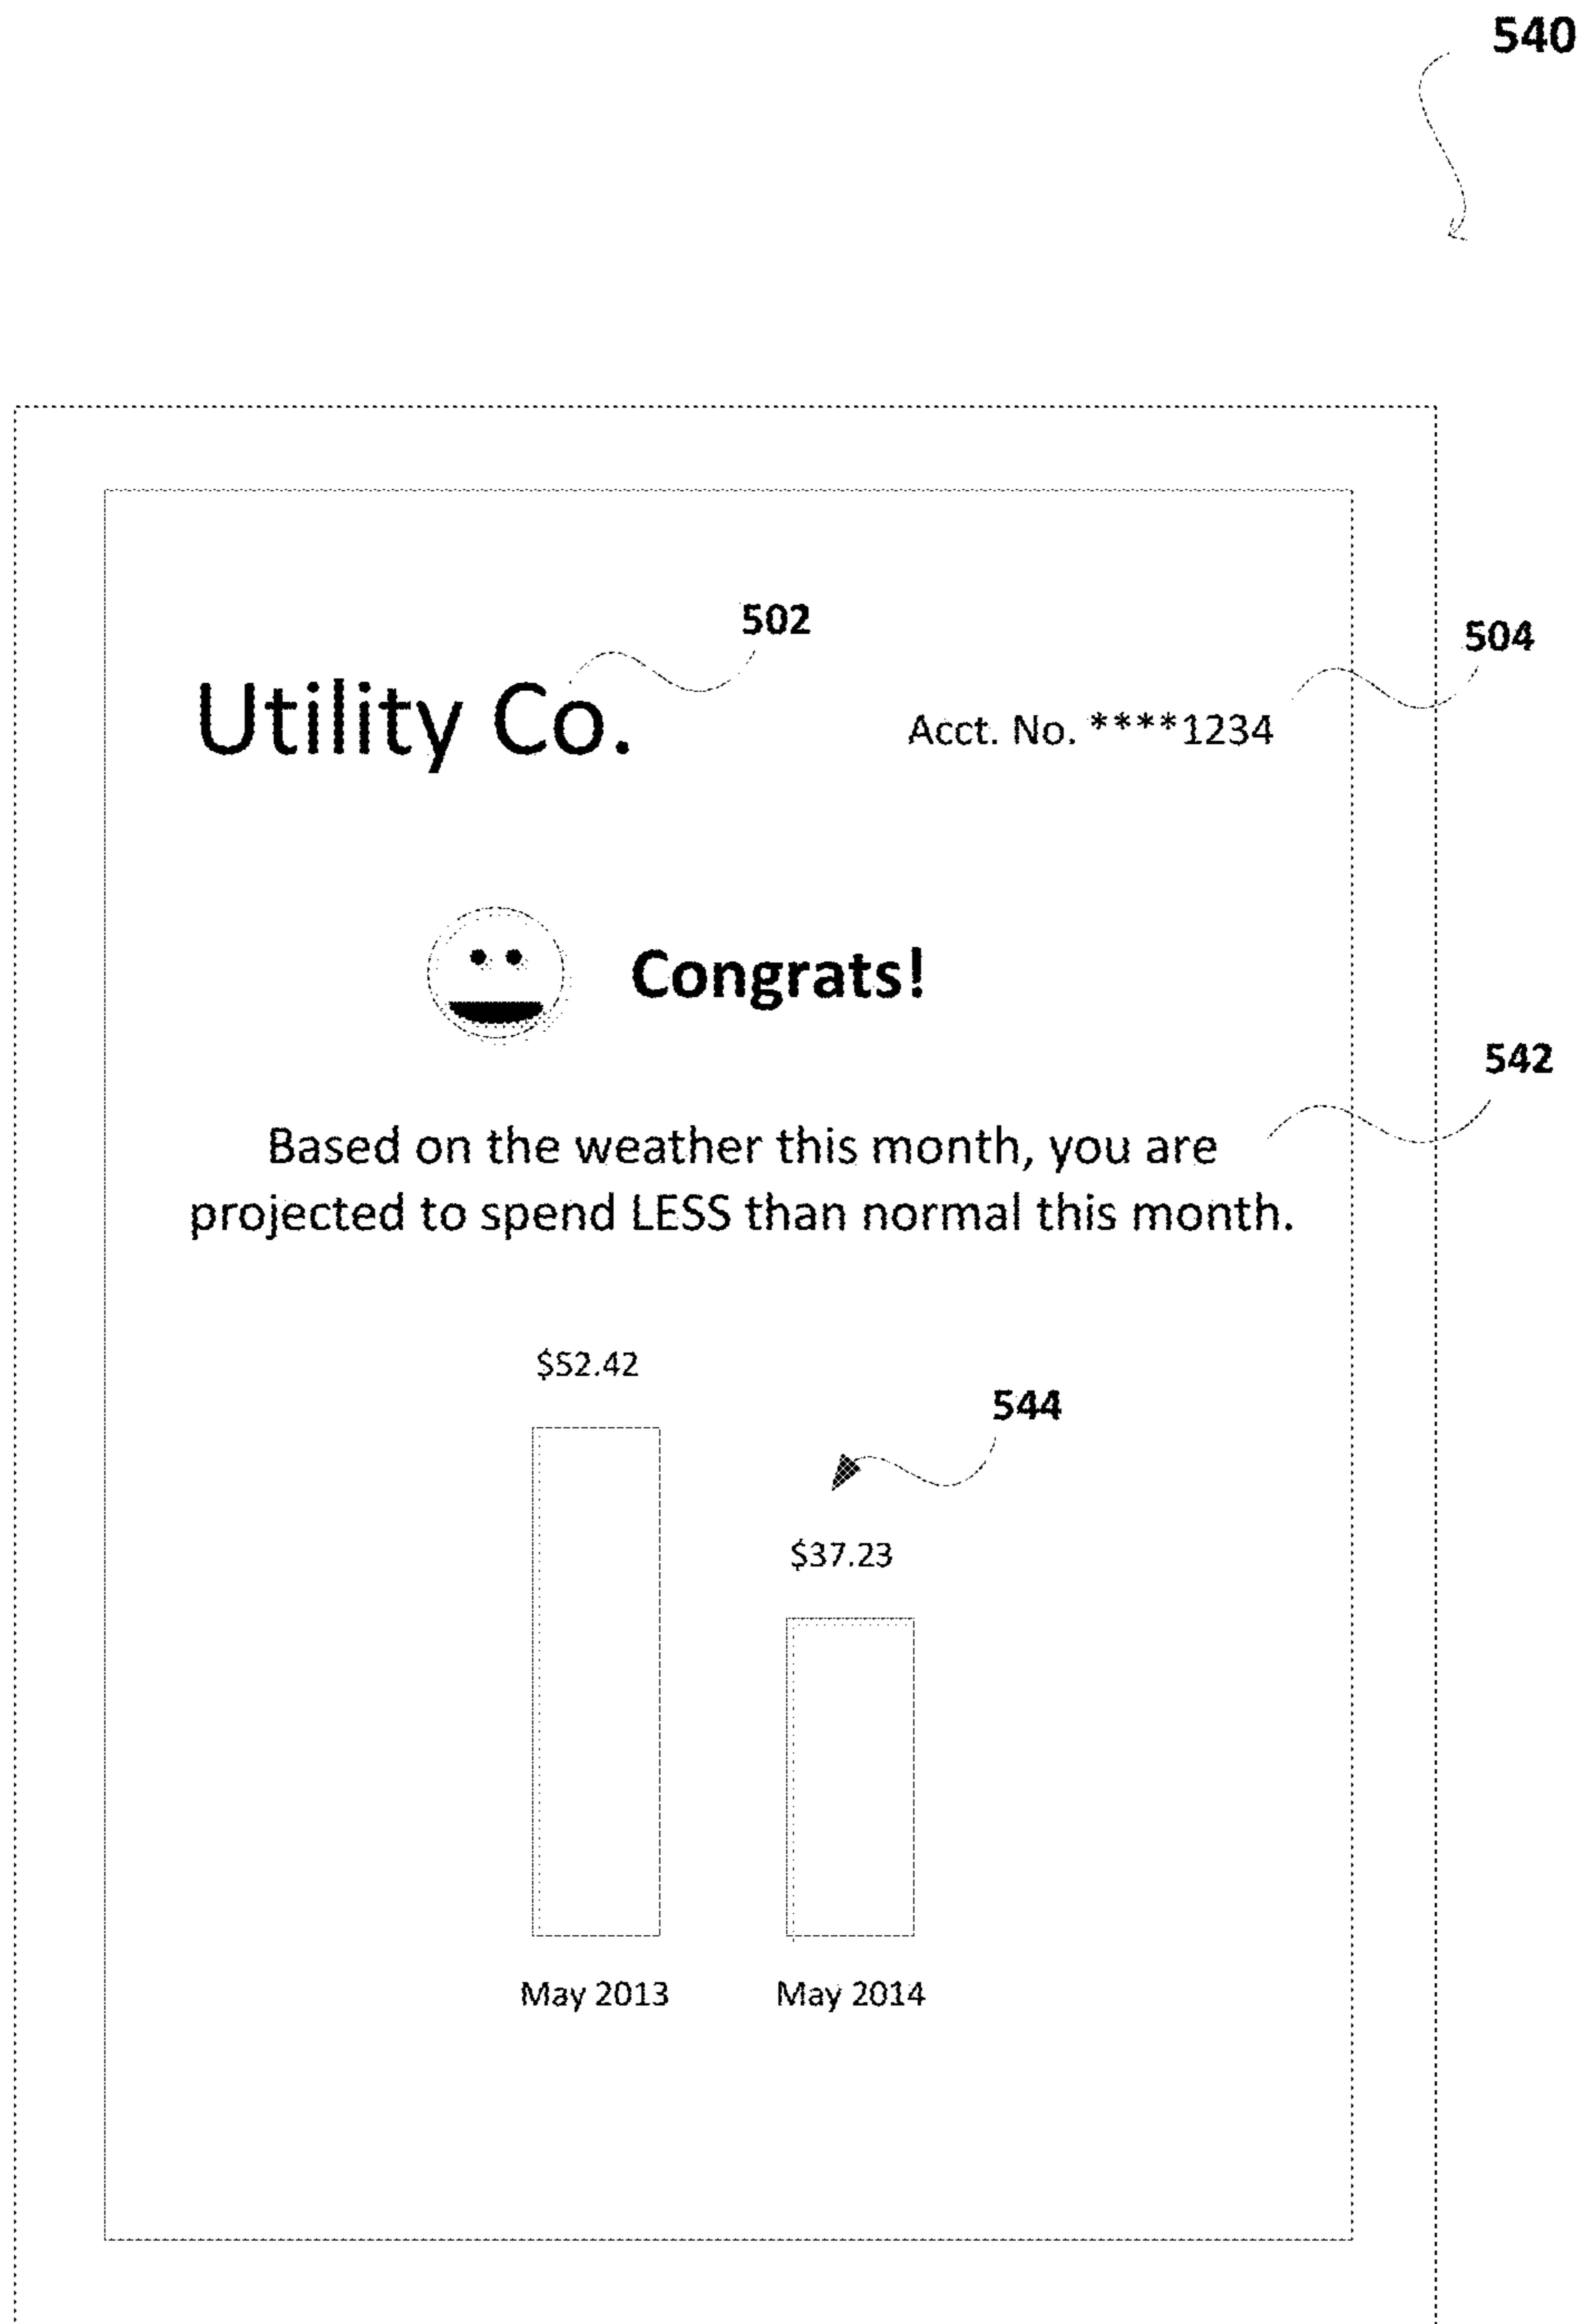 540
502
504
Utility Co.
Acct. No. ****1234
Congrats!
542
Based on the weather this month, you are
projected to spend LESS than normal this month.
$52.42
544
$37.23
May 2013
May 2014